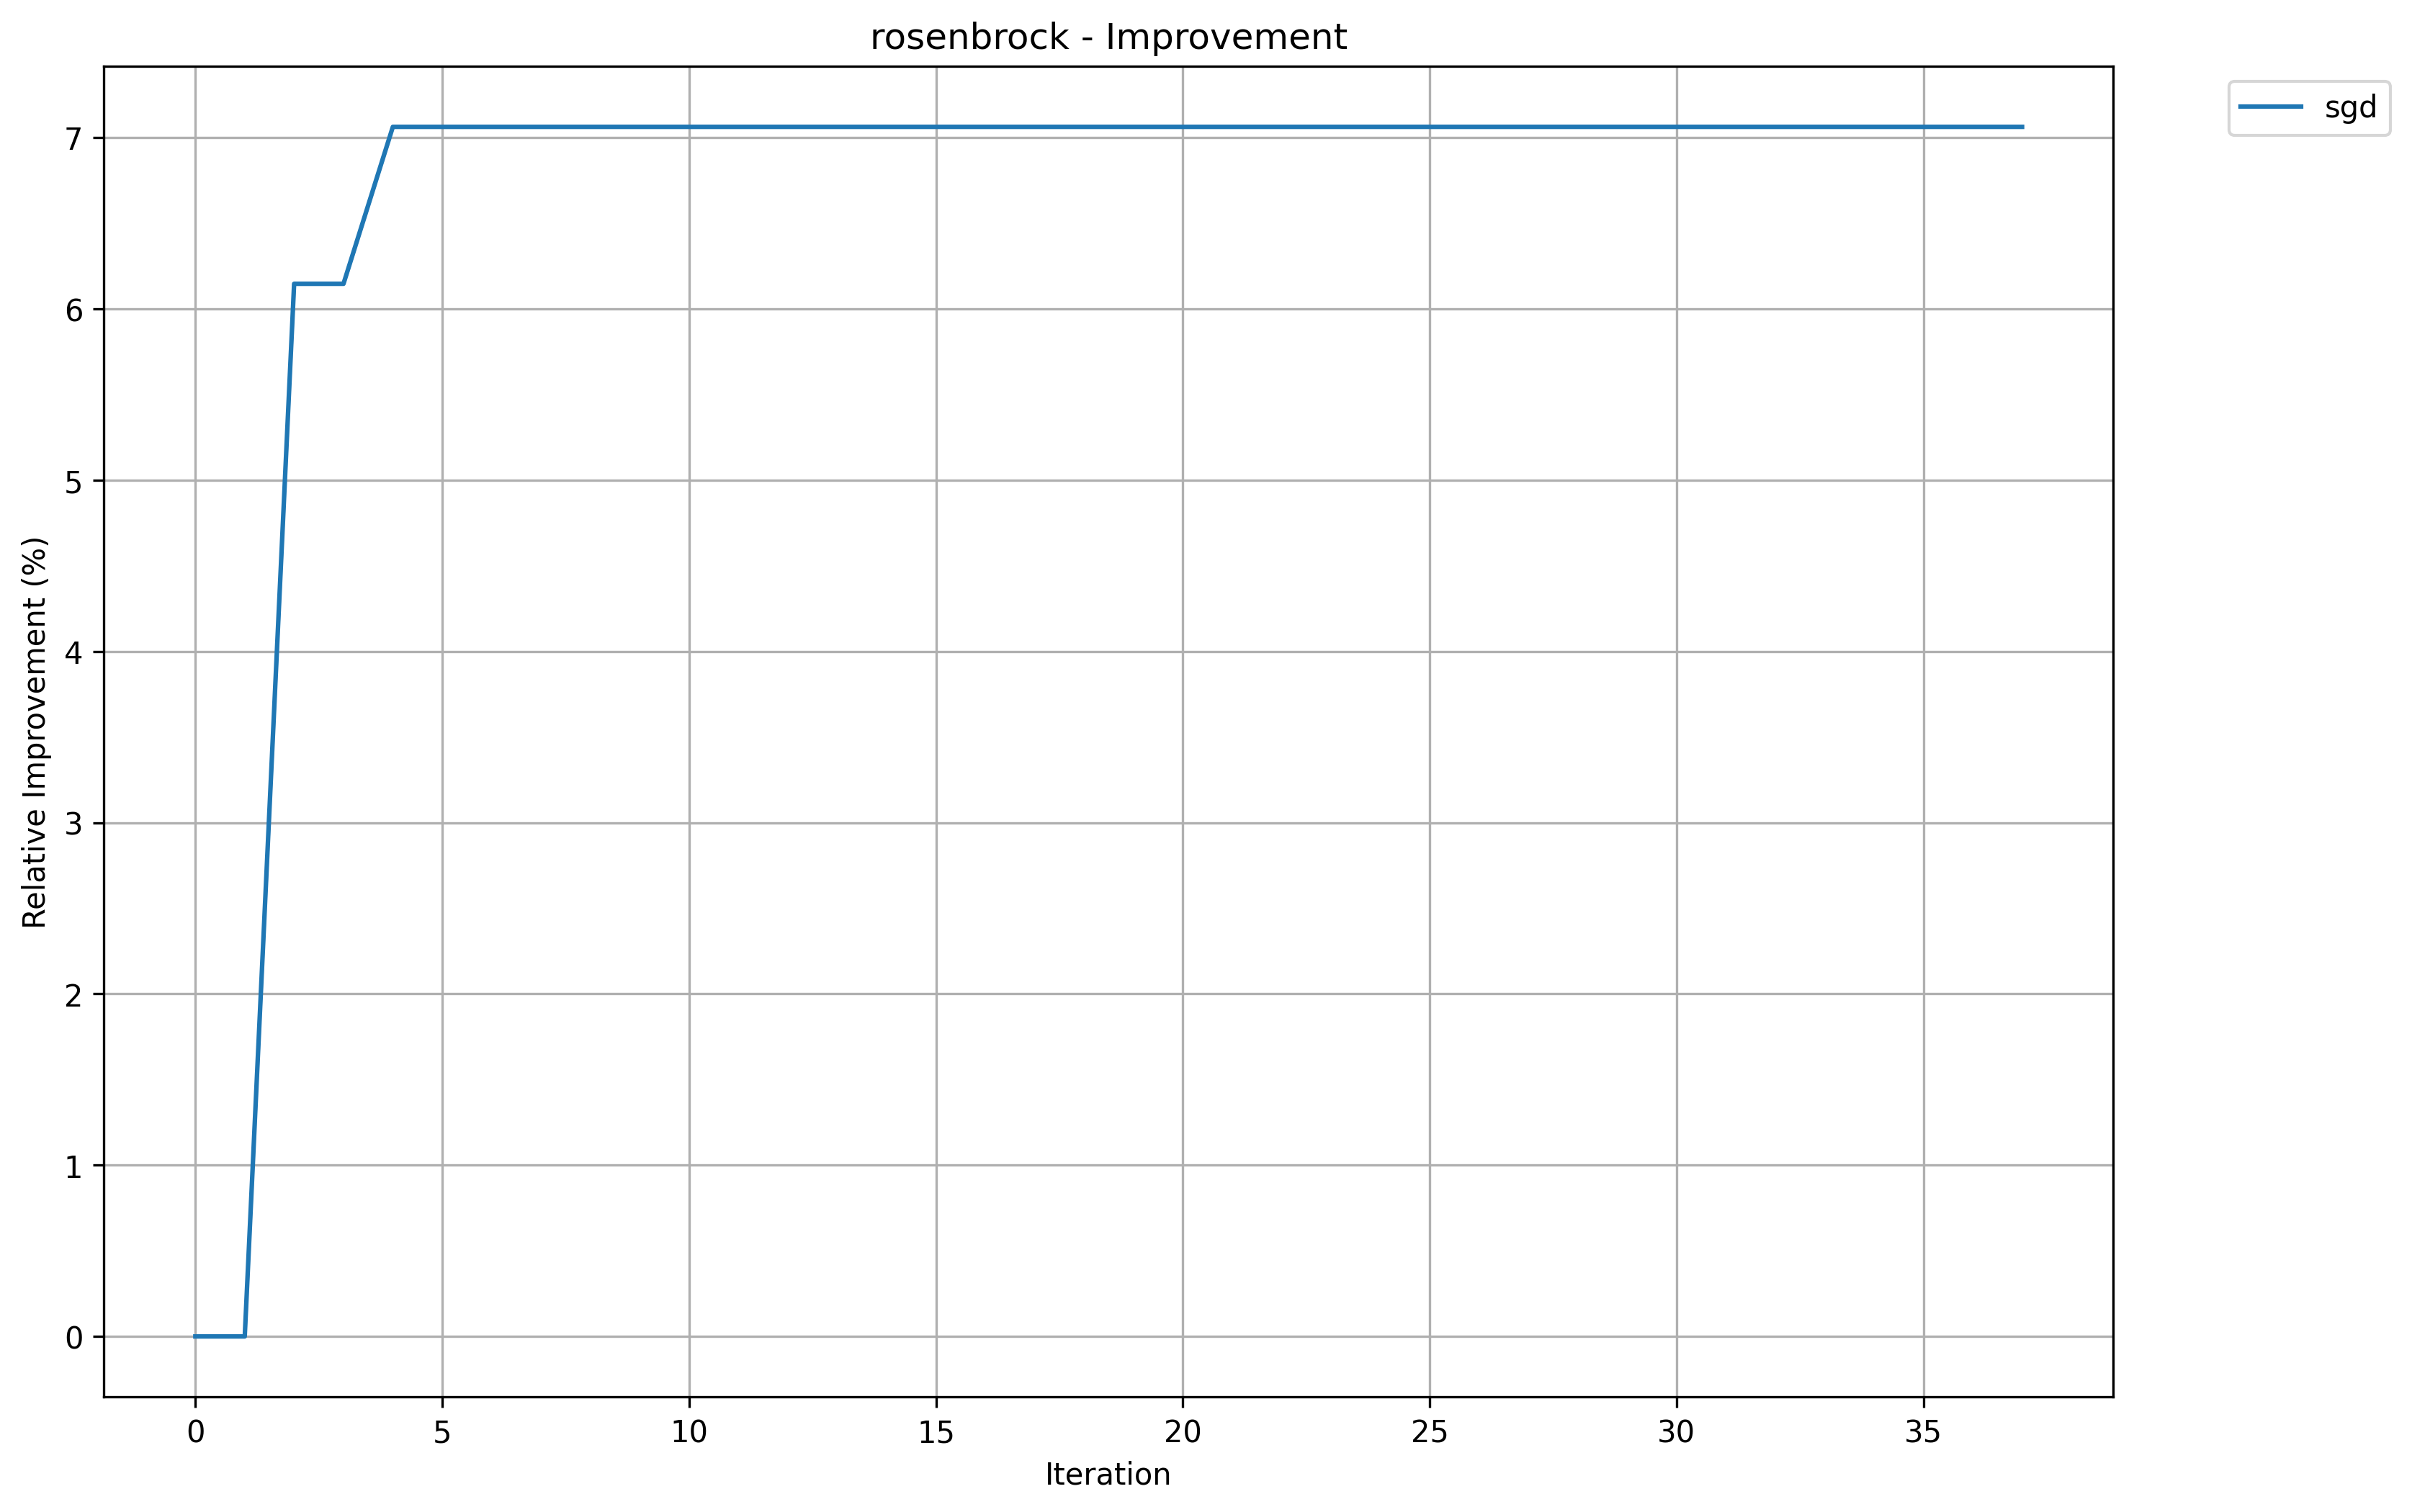 rosenbrock - Improvement
sgd
Relative Improvement (%)
7
6
5
4
3
2
1
0
0 5 10 15 20 25 30 35
Iteration